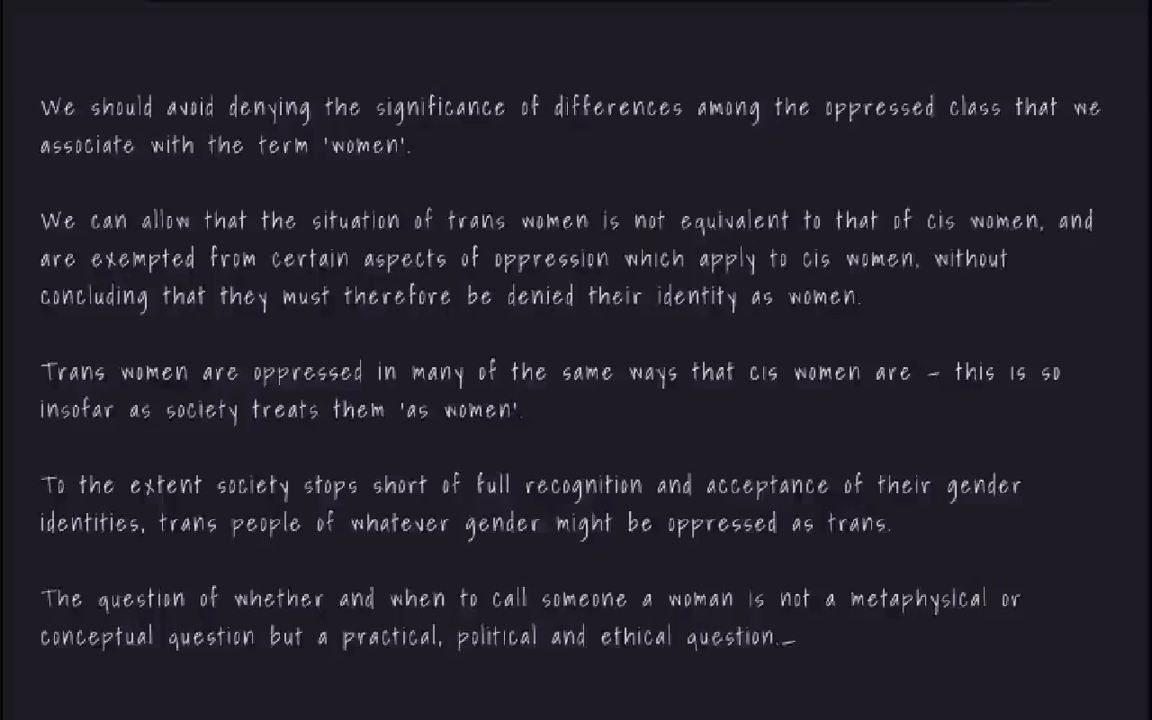 We should avoid denying the significance of differences among the oppressed class that we
associate with the term 'women'.
We can allow that the situation of trans women is not equivalent to that of cis women, and
are exempted from certain aspects of oppression which apply to cis women, without
concluding that they must therefore be denied their identity as women.
Trans women are oppressed in many of the same ways that cis women are - this is so
insofar as society treats them 'as women'.
To the extent society stops short of full recognition and acceptance of their gender
identities, trans people of whatever gender might be oppressed as trans.
The question of whether and when to call someone a woman is not a metaphysical or
conceptual question but a practical, political and ethical question._